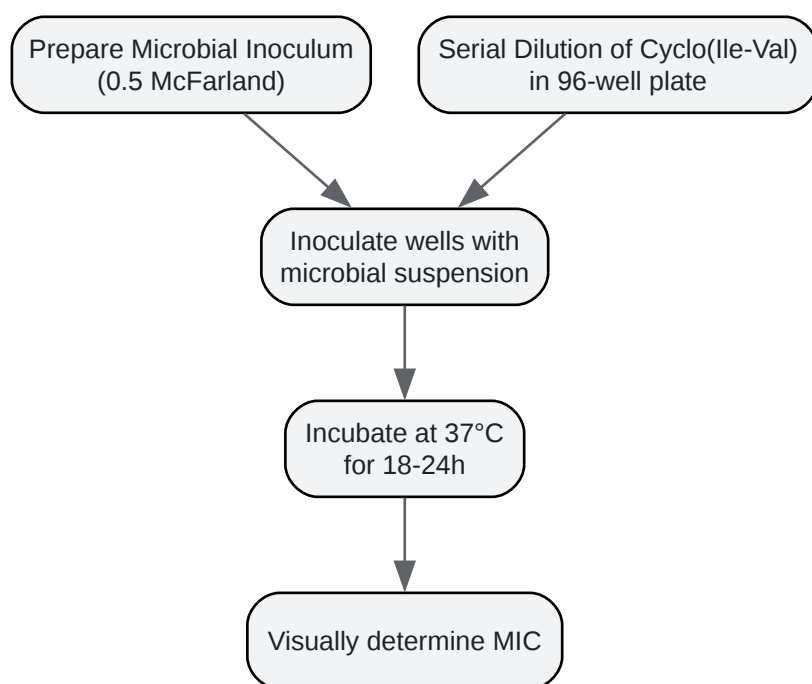 Prepare Microbial Inoculum
(0.5 McFarland)
Serial Dilution of Cyclo(Ile-Val)
in 96-well plate
Inoculate wells with
microbial suspension
Incubate at 37°C
for 18-24h
Visually determine MIC